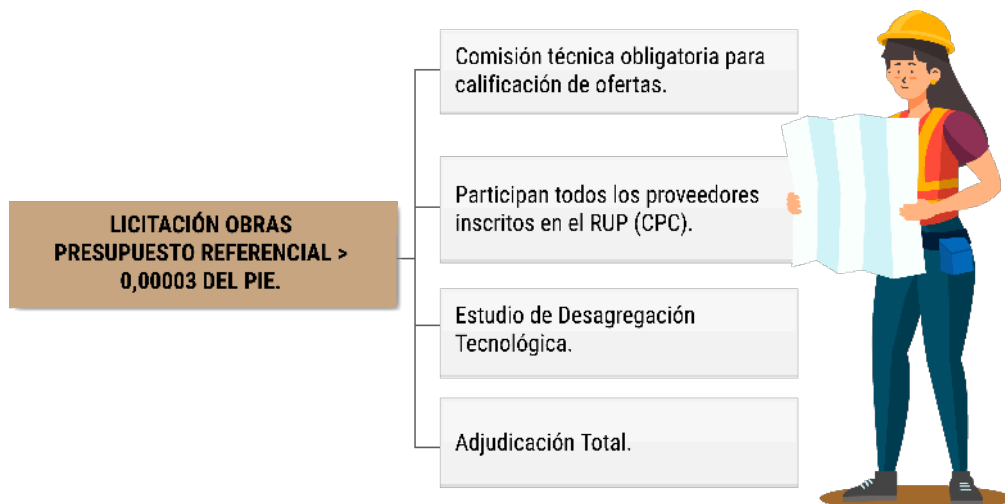 LICITACIÓN OBRAS
PRESUPUESTO REFERENCIAL >
0,00003 DEL PIE.
Comisión técnica obligatoria para
calificación de ofertas.
Participan todos los proveedores
inscritos en el RUP (CPC).
Estudio de Desagregación
Tecnológica.
Adjudicación Total.